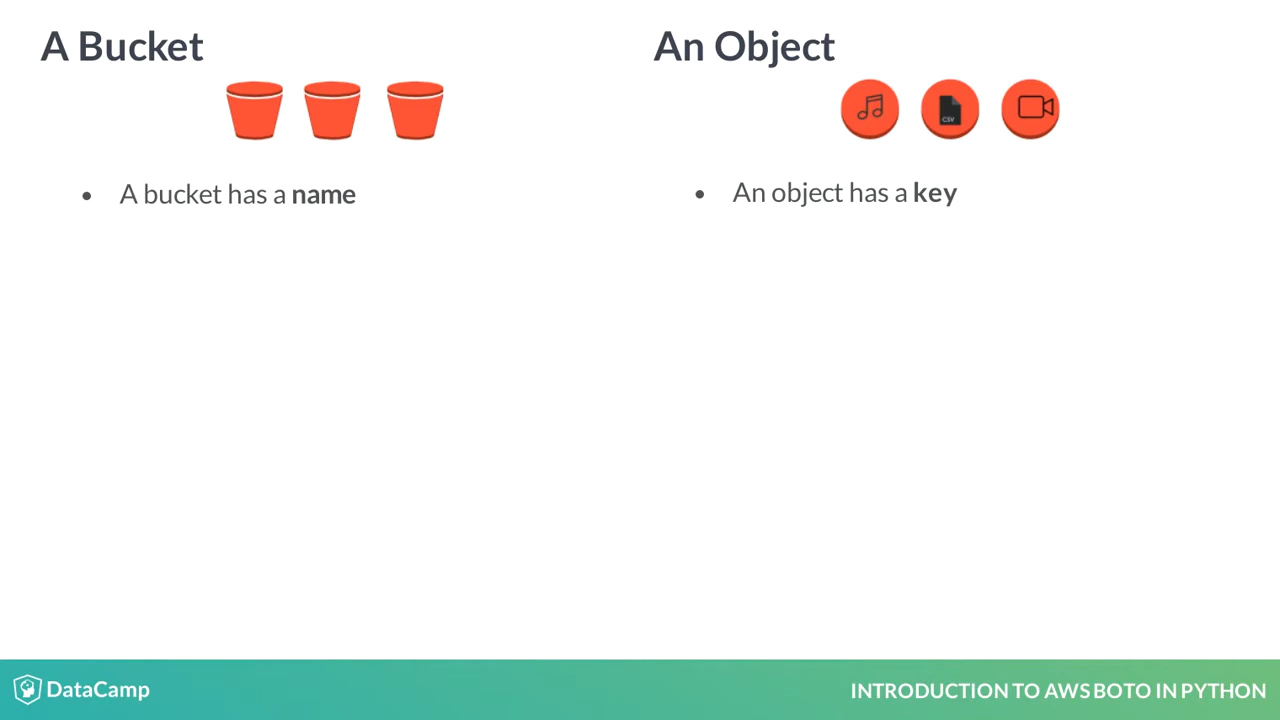 A Bucket
• A bucket has a name
An Object
CSV
• An object has a key
DataCamp
INTRODUCTION TO AWS BOTO IN PYTHON